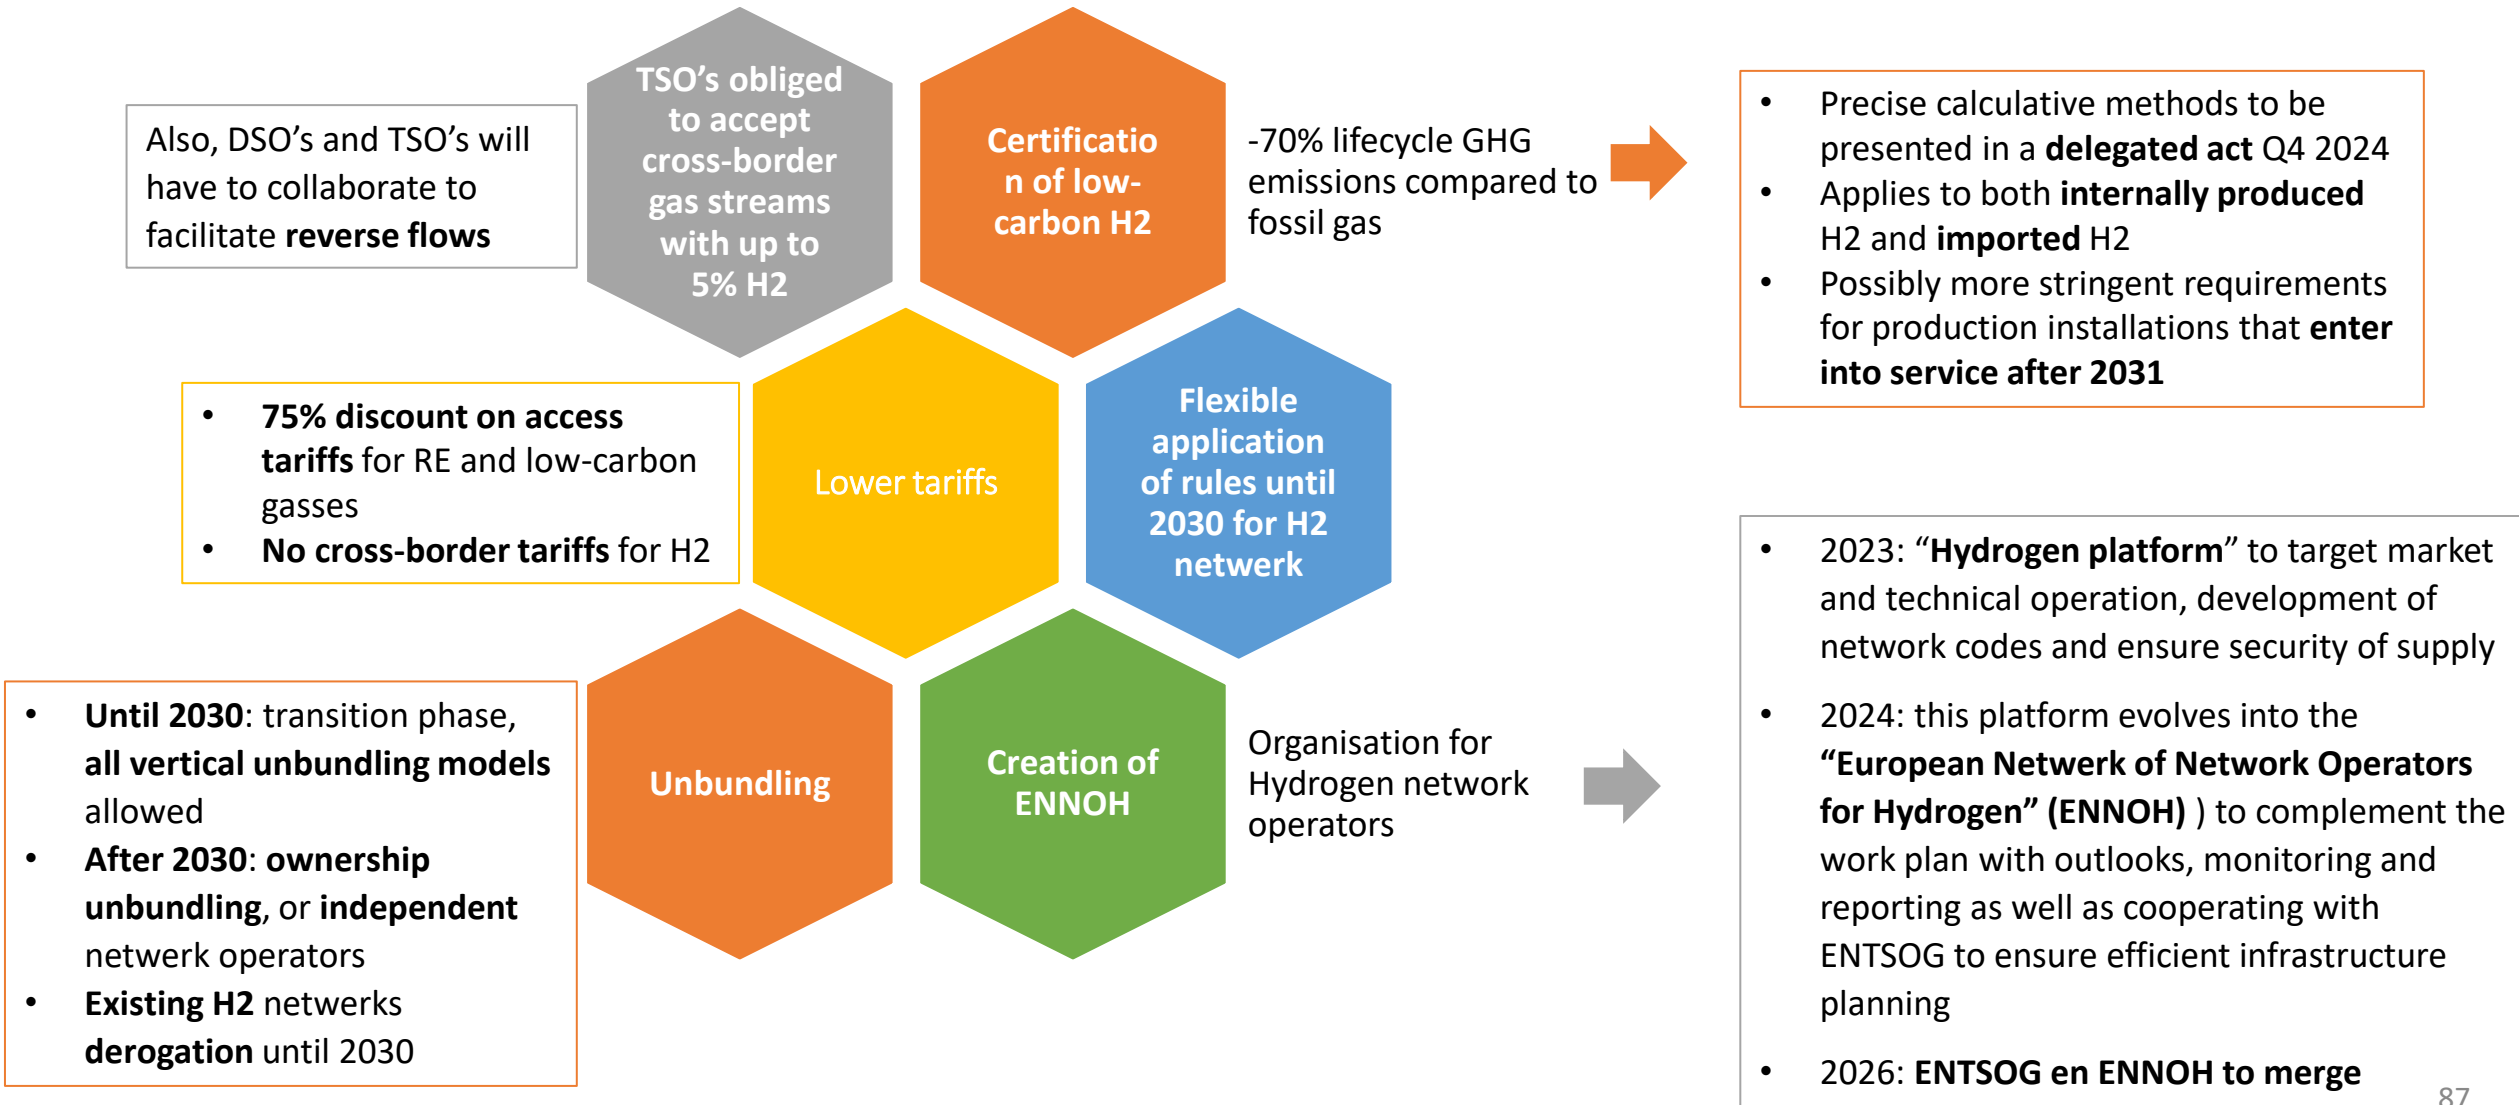 Also, DSO’s and TSO’s will
have to collaborate to
facilitate reverse flows
TSO’s obliged
to accept
cross-border
gas streams
with up to
5% H2
Certificatio
n of low-
carbon H2
-70% lifecycle GHG
emissions compared to
fossil gas
• Precise calculative methods to be
presented in a delegated act Q4 2024
• Applies to both internally produced
H2 and imported H2
• Possibly more stringent requirements
for production installations that enter
into service after 2031
• 75% discount on access
tariffs for RE and low-carbon
gasses
• No cross-border tariffs for H2
Lower tariffs
Flexible
application
of rules until
2030 for H2
netwerk
• Until 2030: transition phase,
all vertical unbundling models
allowed
• After 2030: ownership
unbundling, or independent
netwerk operators
• Existing H2 netwerks
derogation until 2030
Unbundling
Creation of
ENNOH
Organisation for
Hydrogen network
operators
• 2023: “Hydrogen platform” to target market
and technical operation, development of
network codes and ensure security of supply
• 2024: this platform evolves into the
“European Netwerk of Network Operators
for Hydrogen” (ENNOH) ) to complement the
work plan with outlooks, monitoring and
reporting as well as cooperating with
ENTSOG to ensure efficient infrastructure
planning
• 2026: ENTSOG en ENNOH to merge
87